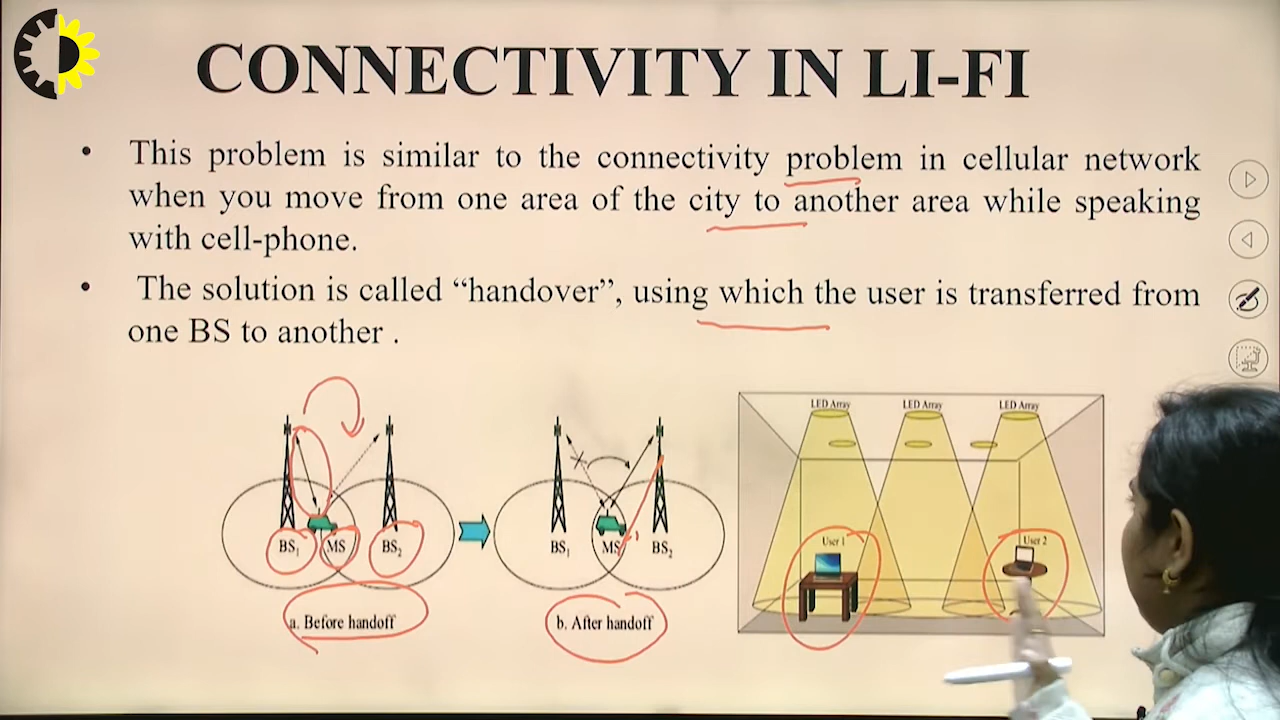 CONNECTIVITY IN LI-FI
• This problem is similar to the connectivity problem in cellular network
when you move from one area of the city to another area while speaking
with cell-phone.
• The solution is called “handover”, using which the user is transferred from
one BS to another .
LED Array LED Array LED Array
User 1 User 2
BS1 MS BS2 BS1 MS BS2
a. Before handoff b. After handoff